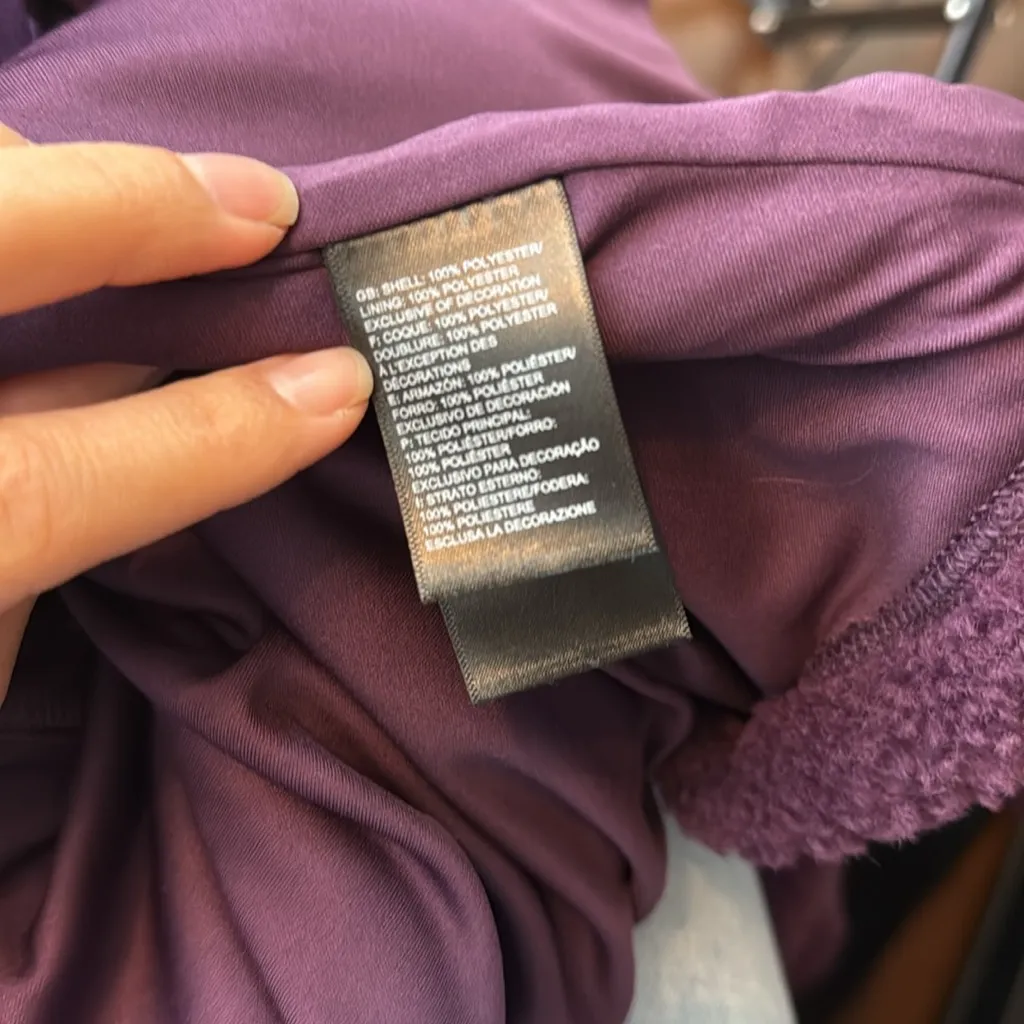 GB: SHELL: 100% POLYESTER/
LINING: 100% POLYESTER
EXCLUSIVE OF DECORATION
F: COQUE: 100% POLYESTER/
DOUBLURE: 100% POLYESTER
A L'EXCEPTION DES
DÉCORATIONS
E: ARMAZÓN: 100% POLIÉSTER/
FORRO: 100% POLIÉSTER
EXCLUSIVO DE DECORACIÓN
P: TECIDO PRINCIPAL:
100% POLIÉSTER/FORRO:
100% POLIÉSTER
EXCLUSIVO PARA DECORAÇÃO
I: STRATO ESTERNO:
100% POLIESTERE/FODERA:
100% POLIESTERE
ESCLUSA LA DECORAZIONE